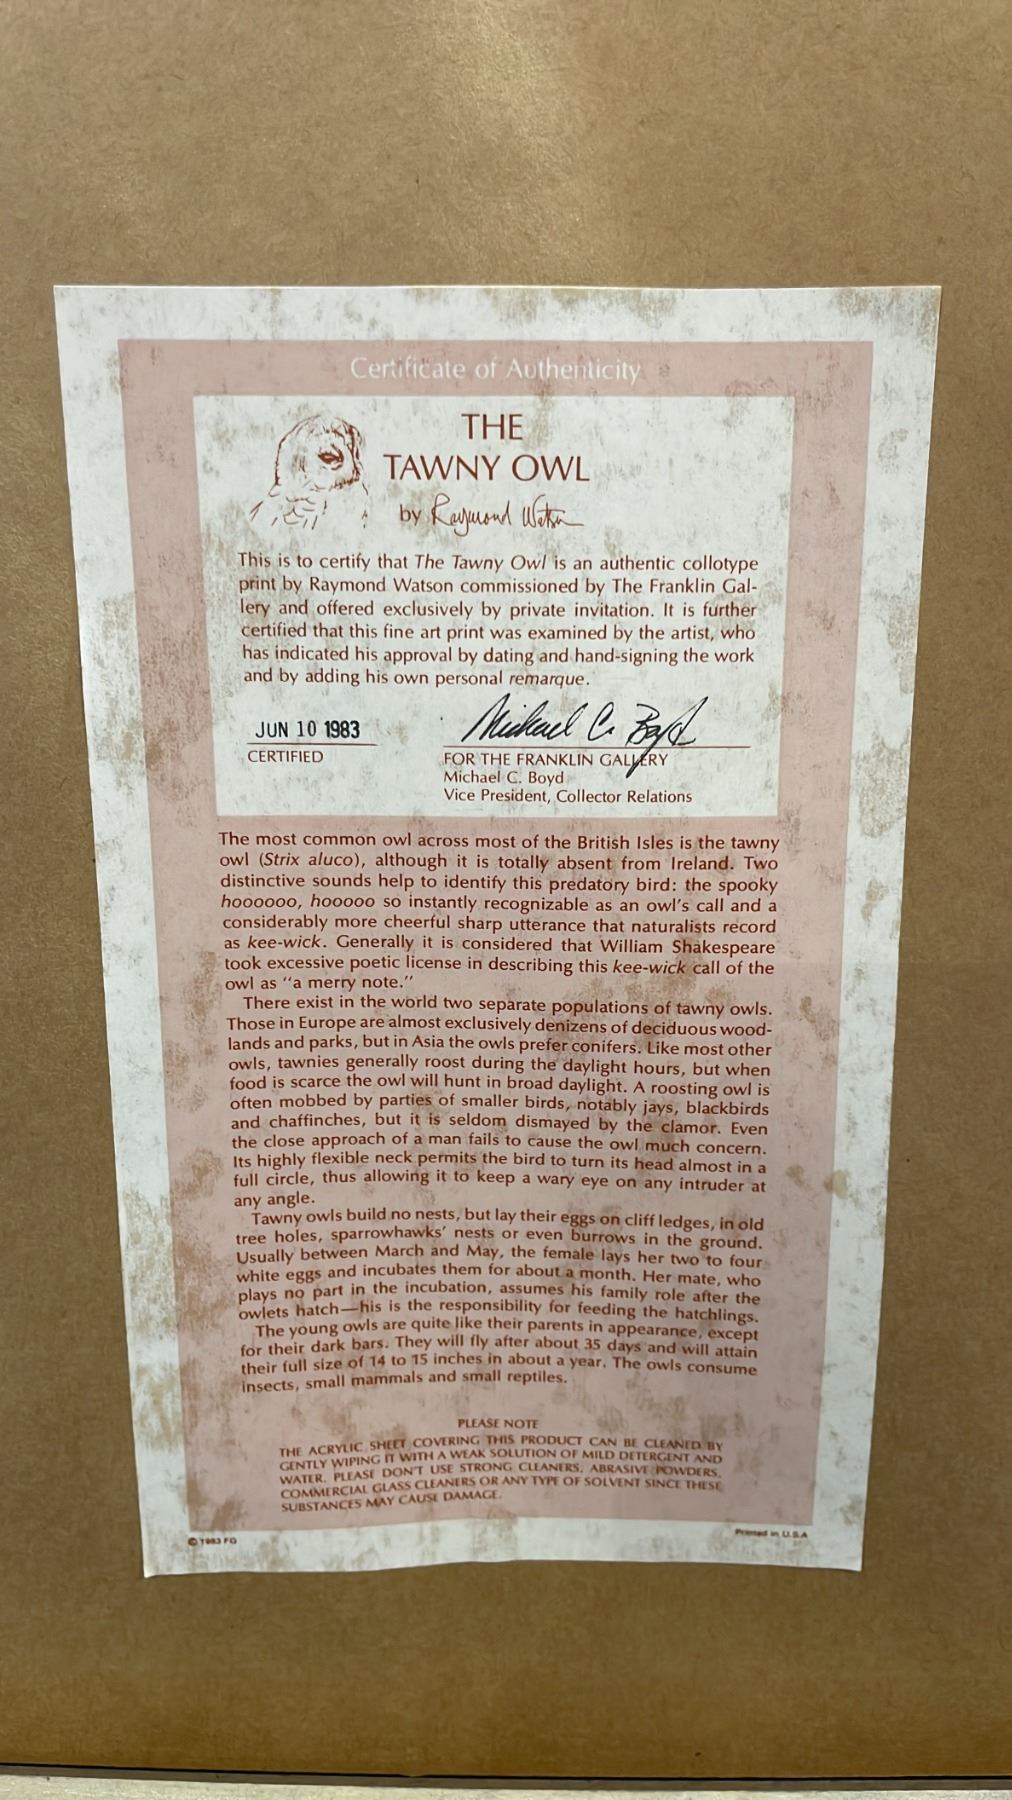 Certificate of Authenticity
THE
TAWNY OWL
by Raymond Watson
This is to certify that The Tawny Owl is an authentic collotype
print by Raymond Watson commissioned by The Franklin Gal-
lery and offered exclusively by private invitation. It is further
certified that this fine art print was examined by the artist, who
has indicated his approval by dating and hand-signing the work
and by adding his own personal remarque.
JUN 10 1983
CERTIFIED
Michael C. Boyd
FOR THE FRANKLIN GALLERY
Michael C. Boyd
Vice President, Collector Relations
The most common owl across most of the British Isles is the tawny
owl (Strix aluco), although it is totally absent from Ireland. Two
distinctive sounds help to identify this predatory bird: the spooky
hoooooo, hooooo so instantly recognizable as an owl's call and a
considerably more cheerful sharp utterance that naturalists record
as kee-wick. Generally it is considered that William Shakespeare
took excessive poetic license in describing this kee-wick call of the
owl as "a merry note."
There exist in the world two separate populations of tawny owls.
Those in Europe are almost exclusively denizens of deciduous wood-
lands and parks, but in Asia the owls prefer conifers. Like most other
owls, tawnies generally roost during the daylight hours, but when
food is scarce the owl will hunt in broad daylight. A roosting owl is
often mobbed by parties of smaller birds, notably jays, blackbirds
and chaffinches, but it is seldom dismayed by the clamor. Even
the close approach of a man fails to cause the owl much concern.
Its highly flexible neck permits the bird to turn its head almost in a
full circle, thus allowing it to keep a wary eye on any intruder at
any angle.
Tawny owls build no nests, but lay their eggs on cliff ledges, in old
tree holes, sparrowhawks' nests or even burrows in the ground.
Usually between March and May, the female lays her two to four
white eggs and incubates them for about a month. Her mate, who
plays no part in the incubation, assumes his family role after the
owlets hatch—his is the responsibility for feeding the hatchlings.
The young owls are quite like their parents in appearance, except
for their dark bars. They will fly after about 35 days and will attain
their full size of 14 to 15 inches in about a year. The owls consume
insects, small mammals and small reptiles.
PLEASE NOTE
THE ACRYLIC SHEET COVERING THIS PRODUCT CAN BE CLEANED BY
GENTLY WIPING IT WITH A WEAK SOLUTION OF MILD DETERGENT AND
WATER. PLEASE DON'T USE STRONG CLEANERS, ABRASIVE POWDERS,
COMMERCIAL GLASS CLEANERS OR ANY TYPE OF SOLVENT SINCE THESE
SUBSTANCES MAY CAUSE DAMAGE.
© 1983 FG
Printed in U.S.A